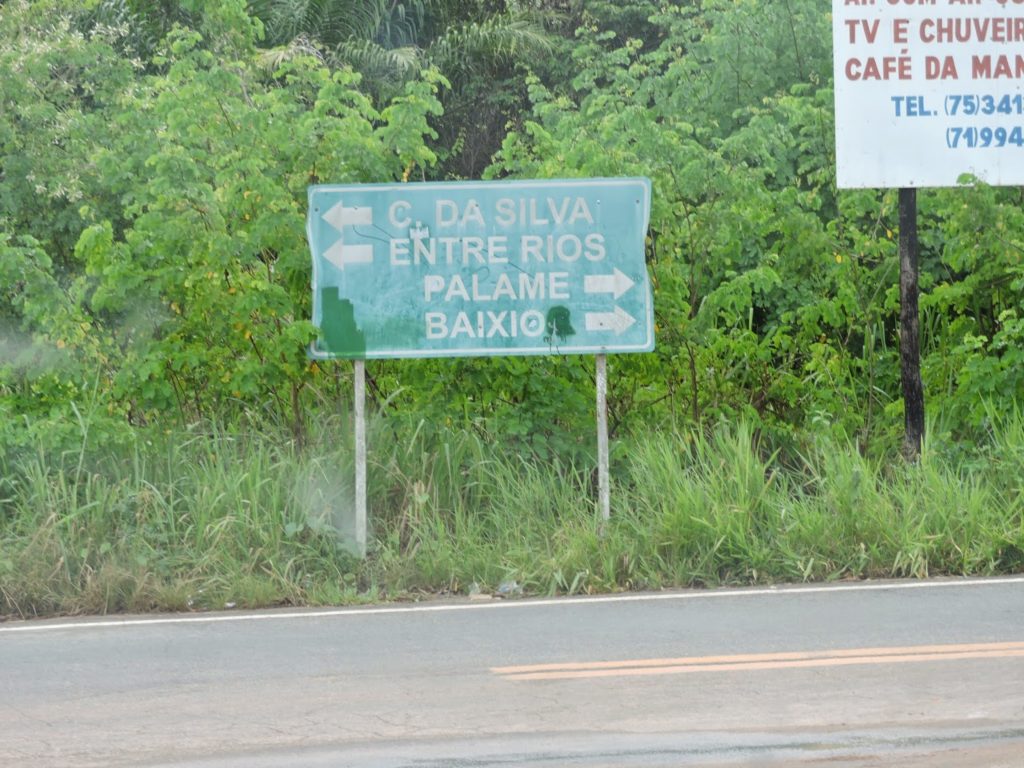 C. DA SILVA
ENTRE RIOS
PALAME
BAIXIO
TV E CHUVEIR
CAFÉ DA MAN
TEL. (75)341
(71)994